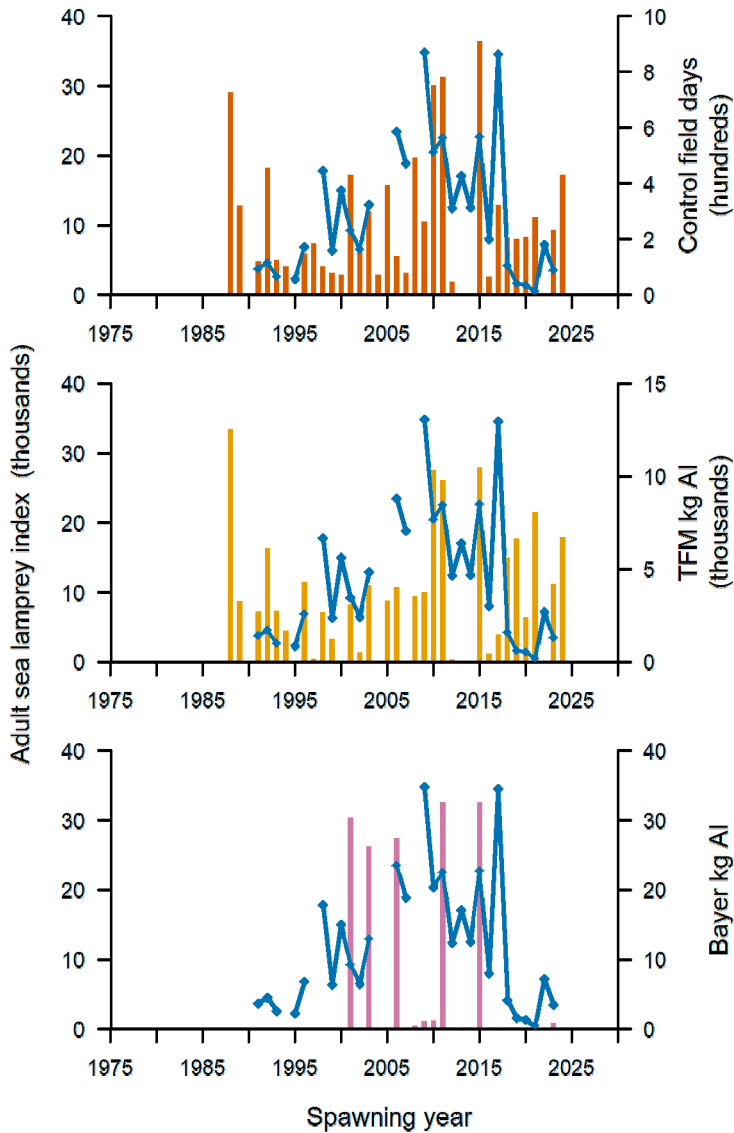 40 30 20 10 0
10 8 6 4 2 0
Control field days
(hundreds)
1975 1985 1995 2005 2015 2025
Adult sea lamprey index (thousands)
40 30 20 10 0
15 10 5 0
TFM kg AI
(thousands)
1975 1985 1995 2005 2015 2025
40 30 20 10 0
40 30 20 10 0
Bayer kg AI
1975 1985 1995 2005 2015 2025
Spawning year